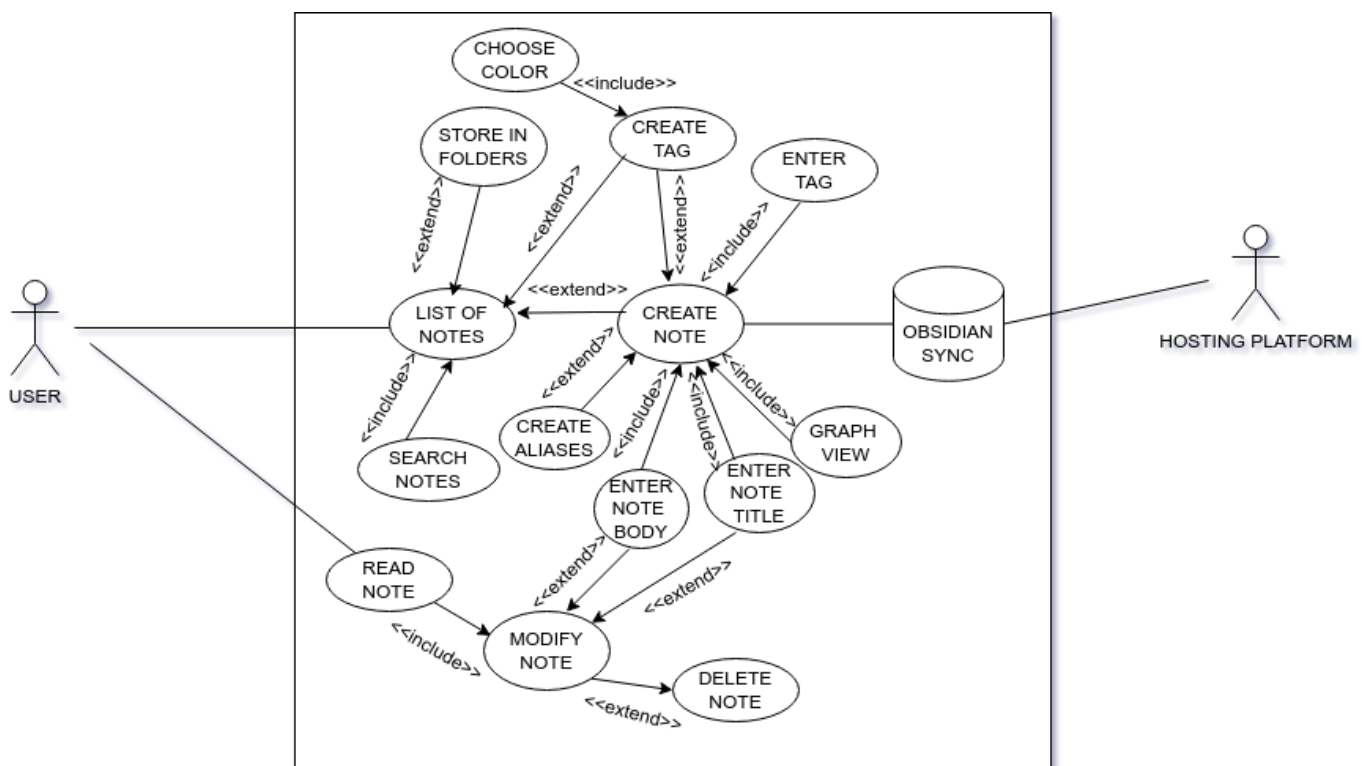 CHOOSE
COLOR
<<include>>
STORE IN
FOLDERS
CREATE
TAG
ENTER
TAG
<<extend>>
<<extend>>
<<extend>>
<<include>>
LIST OF
NOTES
<<extend>>
CREATE
NOTE
OBSIDIAN
SYNC
HOSTING PLATFORM
USER
<<include>>
<<extend>>
<<include>>
<<include>>
<<include>>
SEARCH
NOTES
CREATE
ALIASES
GRAPH
VIEW
ENTER
NOTE
BODY
ENTER
NOTE
TITLE
READ
NOTE
<<extend>>
<<extend>>
<<include>>
MODIFY
NOTE
DELETE
NOTE
<<extend>>